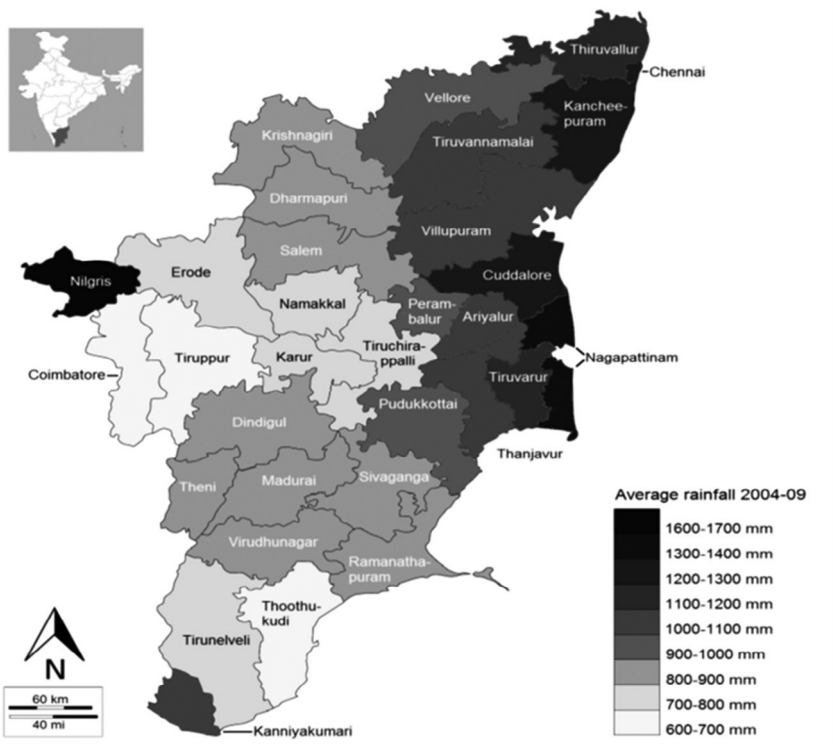 Thiruvallur
Chennai
Vellore
Kanchee-
puram
Krishnagiri
Tiruvannamalai
Dharmapuri
Villupuram
Salem
Cuddalore
Nilgris
Erode
Namakkal
Peram-
balur
Ariyalur
Tiruchira-
ppalli
Tiruppur
Karur
Nagapattinam
Coimbatore
Tiruvarur
Pudukkottai
Dindigul
Thanjavur
Sivaganga
Madurai
Theni
Average rainfall 2004-09
1600-1700 mm
1300-1400 mm
1200-1300 mm
1100-1200 mm
1000-1100 mm
900-1000 mm
800-900 mm
700-800 mm
600-700 mm
Virudhunagar
Ramanatha-
puram
Thoothu-
kudi
Tirunelveli
N
60 km
40 mi
Kanniyakumari